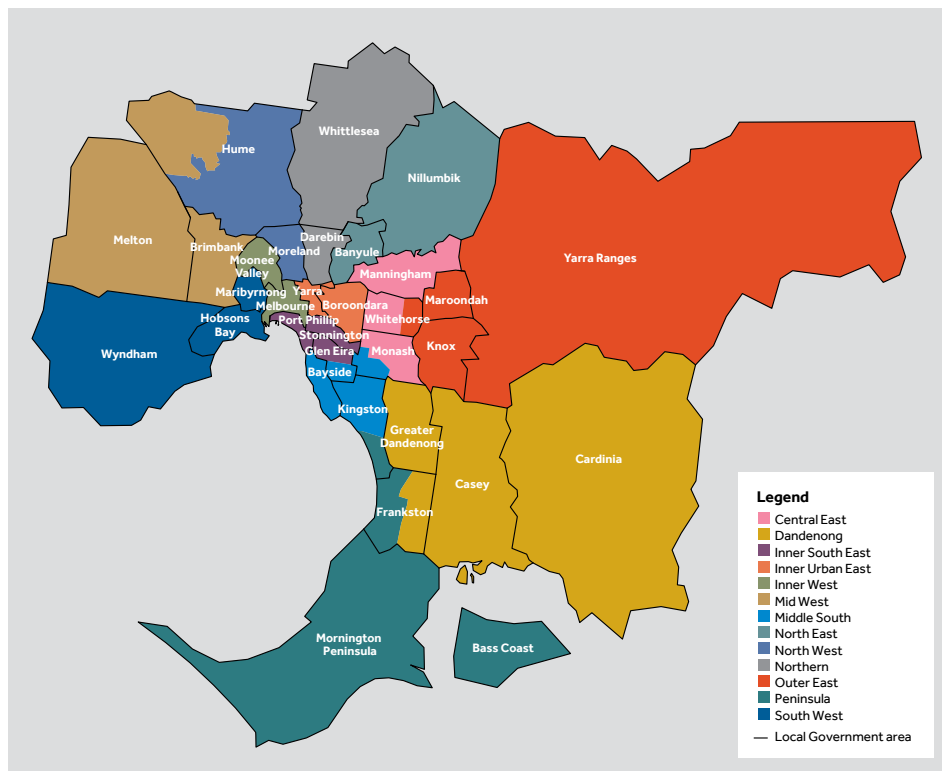 Whittlesea
Hume
Nillumbik
Darebin
Melton
Brimbank
Moreland
Banyule
Moonee
Valley
Yarra Ranges
Manningham
Maribyrnong
Yarra
Melbourne
Boroondara
Maroondah
Hobsons
Bay
Port Phillip
Whitehorse
Stonnington
Wyndham
Glen Eira
Monash
Knox
Bayside
Kingston
Greater
Dandenong
Cardinia
Casey
Frankston
Mornington
Peninsula
Bass Coast
Legend
Central East
Dandenong
Inner South East
Inner Urban East
Inner West
Mid West
Middle South
North East
North West
Northern
Outer East
Peninsula
South West
Local Government area